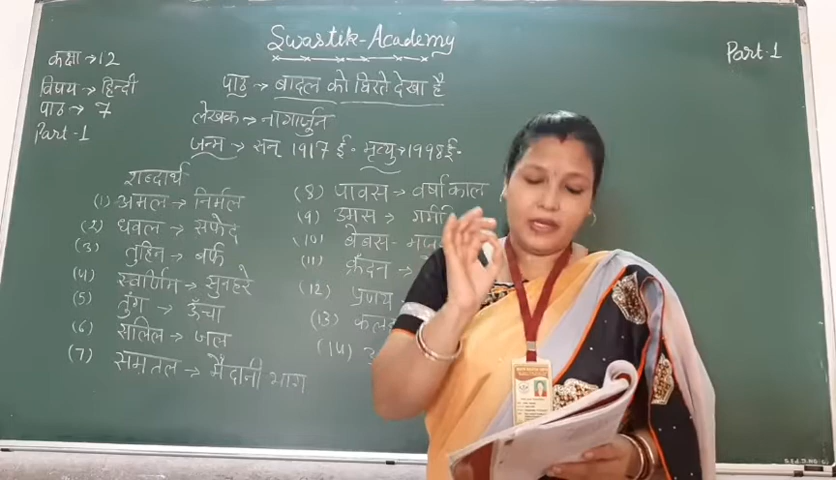 Swastik-Academy
Part-1
कक्षा → 12
विषय → हिन्दी
पाठ → 7
Part-1
पाठ → बादल को घिरते देखा है
लेखक → नागार्जुन
जन्म → सन् 1917 ई॰ मृत्यु → 1998 ई॰
शब्दार्थ
(1) अमल → निर्मल
(2) धवल → सफेद
(3) तुहिन → बर्फ
(4) स्वर्णिम → सुनहरे
(5) तुंग → ऊँचा
(6) सलिल → जल
(7) समतल → मैदानी भाग
(8) पावस → वर्षाकाल
(9) उमस →
(10) बेबस -
(11) क्रँदन →
(12) प्रणय
(13)
(14)